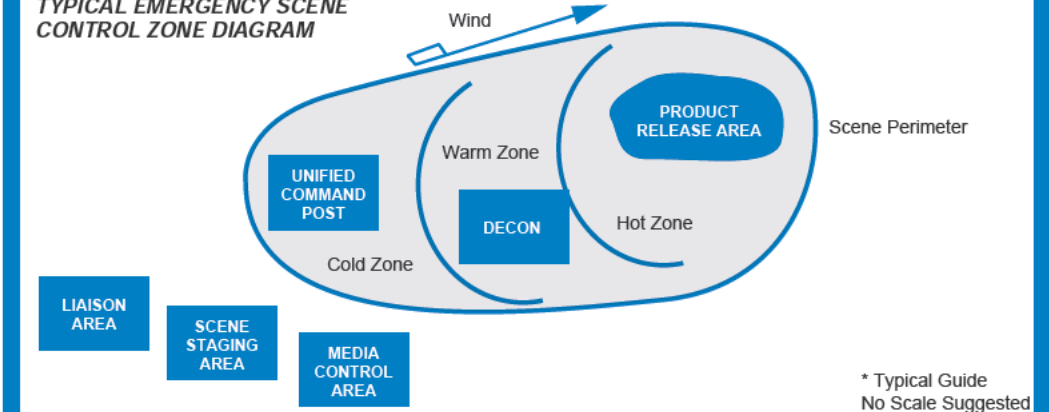 TYPICAL EMERGENCY SCENE
CONTROL ZONE DIAGRAM
Wind
PRODUCT
RELEASE AREA
Scene Perimeter
Warm Zone
UNIFIED
COMMAND
POST
DECON
Hot Zone
Cold Zone
LIAISON
AREA
SCENE
STAGING
AREA
MEDIA
CONTROL
AREA
* Typical Guide
No Scale Suggested